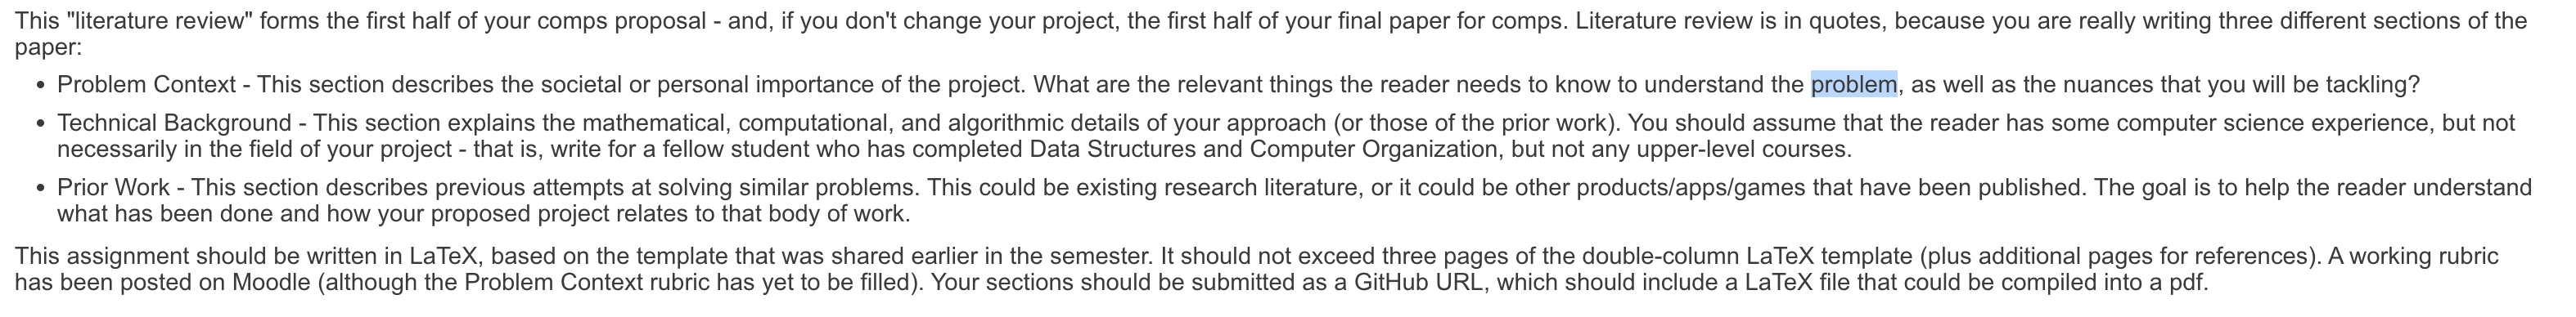 This "literature review" forms the first half of your comps proposal - and, if you don't change your project, the first half of your final paper for comps. Literature review is in quotes, because you are really writing three different sections of the
paper:
• Problem Context - This section describes the societal or personal importance of the project. What are the relevant things the reader needs to know to understand the problem, as well as the nuances that you will be tackling?
• Technical Background - This section explains the mathematical, computational, and algorithmic details of your approach (or those of the prior work). You should assume that the reader has some computer science experience, but not
necessarily in the field of your project - that is, write for a fellow student who has completed Data Structures and Computer Organization, but not any upper-level courses.
• Prior Work - This section describes previous attempts at solving similar problems. This could be existing research literature, or it could be other products/apps/games that have been published. The goal is to help the reader understand
what has been done and how your proposed project relates to that body of work.
This assignment should be written in LaTeX, based on the template that was shared earlier in the semester. It should not exceed three pages of the double-column LaTeX template (plus additional pages for references). A working rubric
has been posted on Moodle (although the Problem Context rubric has yet to be filled). Your sections should be submitted as a GitHub URL, which should include a LaTeX file that could be compiled into a pdf.